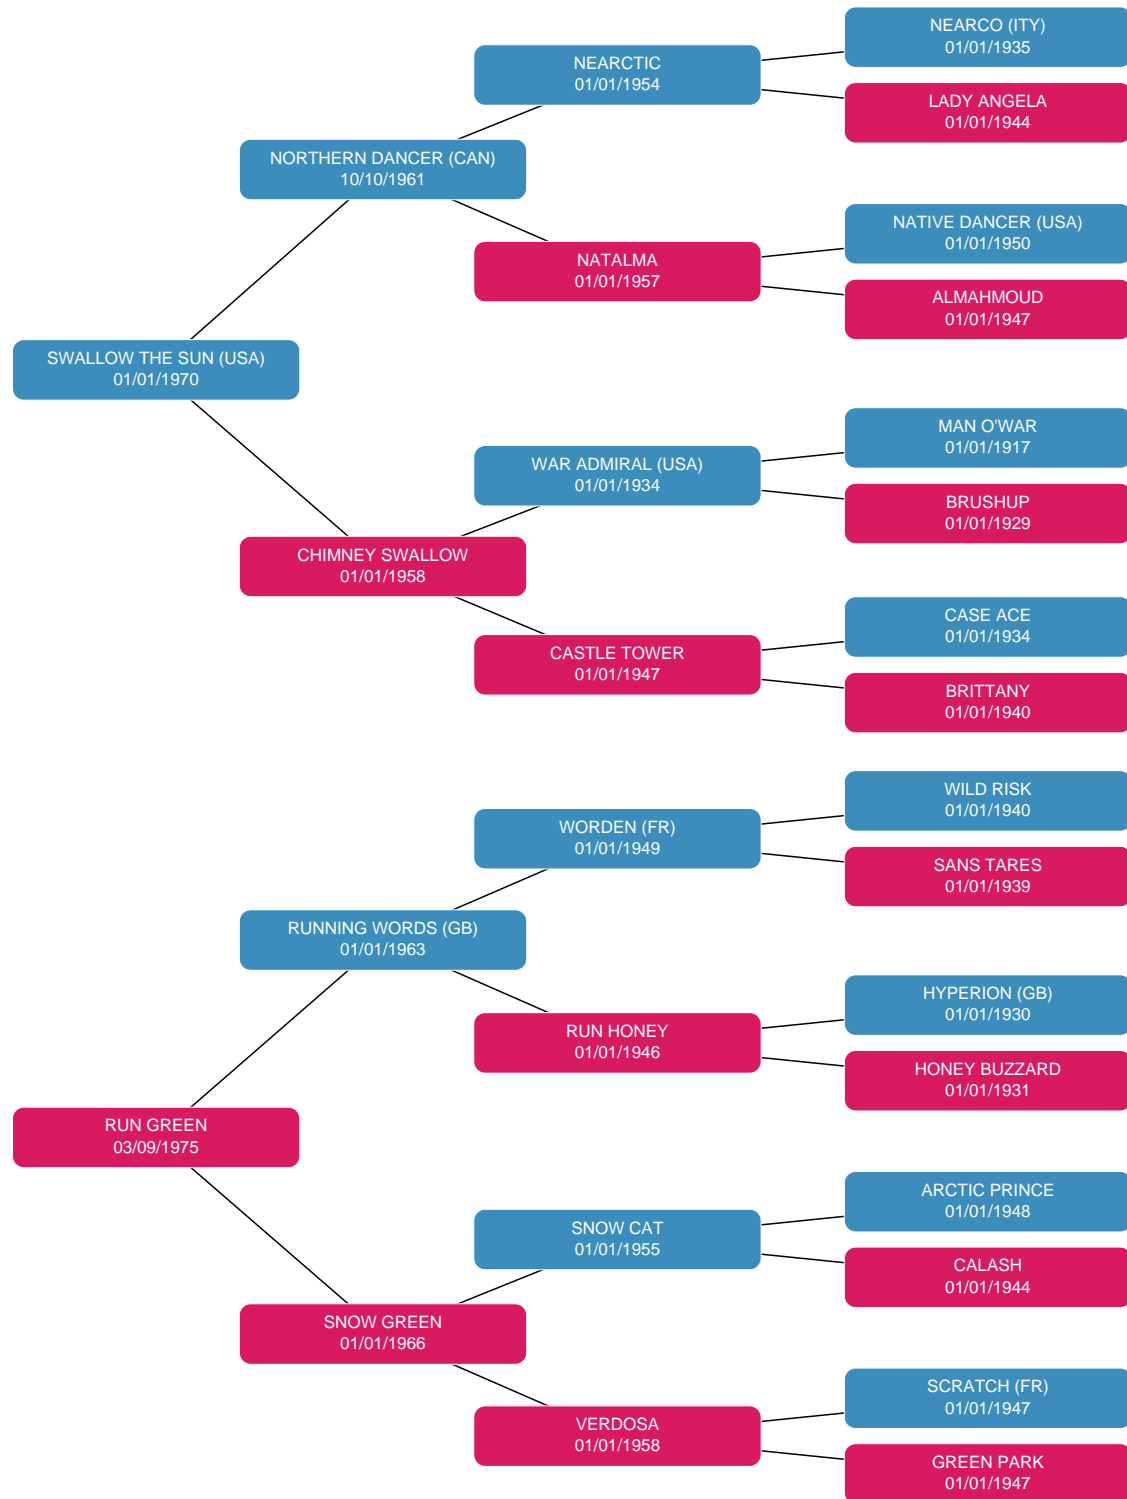 NEARCO (ITY)
01/01/1935
NEARCTIC
01/01/1954
LADY ANGELA
01/01/1944
NORTHERN DANCER (CAN)
10/10/1961
NATIVE DANCER (USA)
01/01/1950
NATALMA
01/01/1957
ALMAHMOUD
01/01/1947
SWALLOW THE SUN (USA)
01/01/1970
MAN O'WAR
01/01/1917
WAR ADMIRAL (USA)
01/01/1934
BRUSHUP
01/01/1929
CHIMNEY SWALLOW
01/01/1958
CASE ACE
01/01/1934
CASTLE TOWER
01/01/1947
BRITTANY
01/01/1940
WILD RISK
01/01/1940
WORDEN (FR)
01/01/1949
SANS TARES
01/01/1939
RUNNING WORDS (GB)
01/01/1963
HYPERION (GB)
01/01/1930
RUN HONEY
01/01/1946
HONEY BUZZARD
01/01/1931
RUN GREEN
03/09/1975
ARCTIC PRINCE
01/01/1948
SNOW CAT
01/01/1955
CALASH
01/01/1944
SNOW GREEN
01/01/1966
SCRATCH (FR)
01/01/1947
VERDOSA
01/01/1958
GREEN PARK
01/01/1947